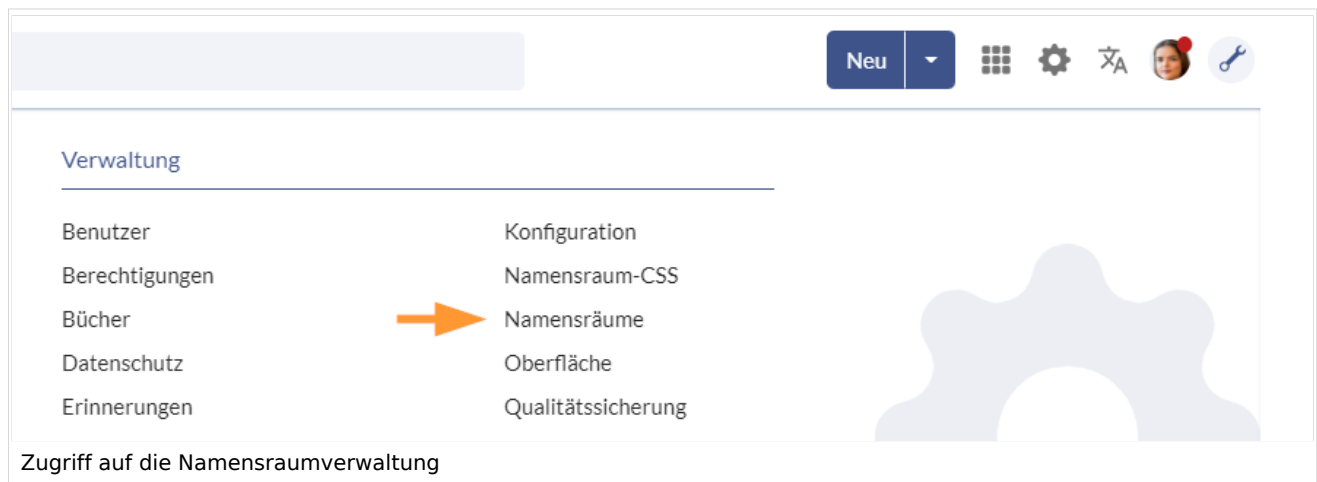 Neu
Verwaltung
Benutzer
Berechtigungen
Bücher
Datenschutz
Erinnerungen
Konfiguration
Namensraum-CSS
Namensräume
Oberfläche
Qualitätssicherung
Zugriff auf die Namensraumverwaltung